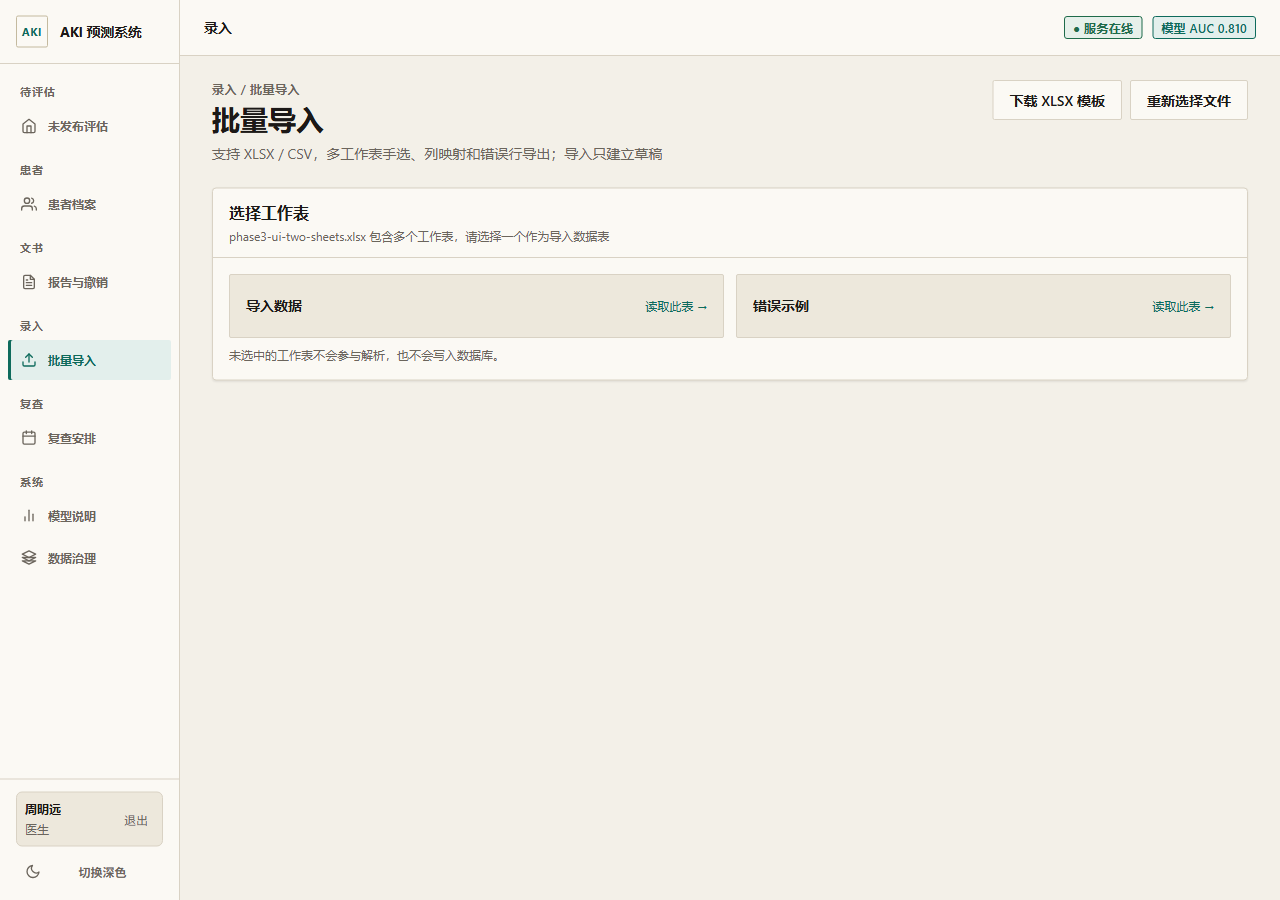 AKI
AKI 预测系统
待评估
未发布评估
患者
患者档案
文书
报告与撤销
录入
批量导入
复查
复查安排
系统
模型说明
数据治理
周明远
医生
退出
切换深色
录入
● 服务在线
模型 AUC 0.810
录入 / 批量导入
批量导入
支持 XLSX / CSV，多工作表手选、列映射和错误行导出；导入只建立草稿
下载 XLSX 模板
重新选择文件
选择工作表
phase3-ui-two-sheets.xlsx 包含多个工作表，请选择一个作为导入数据表
导入数据
读取此表 →
错误示例
读取此表 →
未选中的工作表不会参与解析，也不会写入数据库。